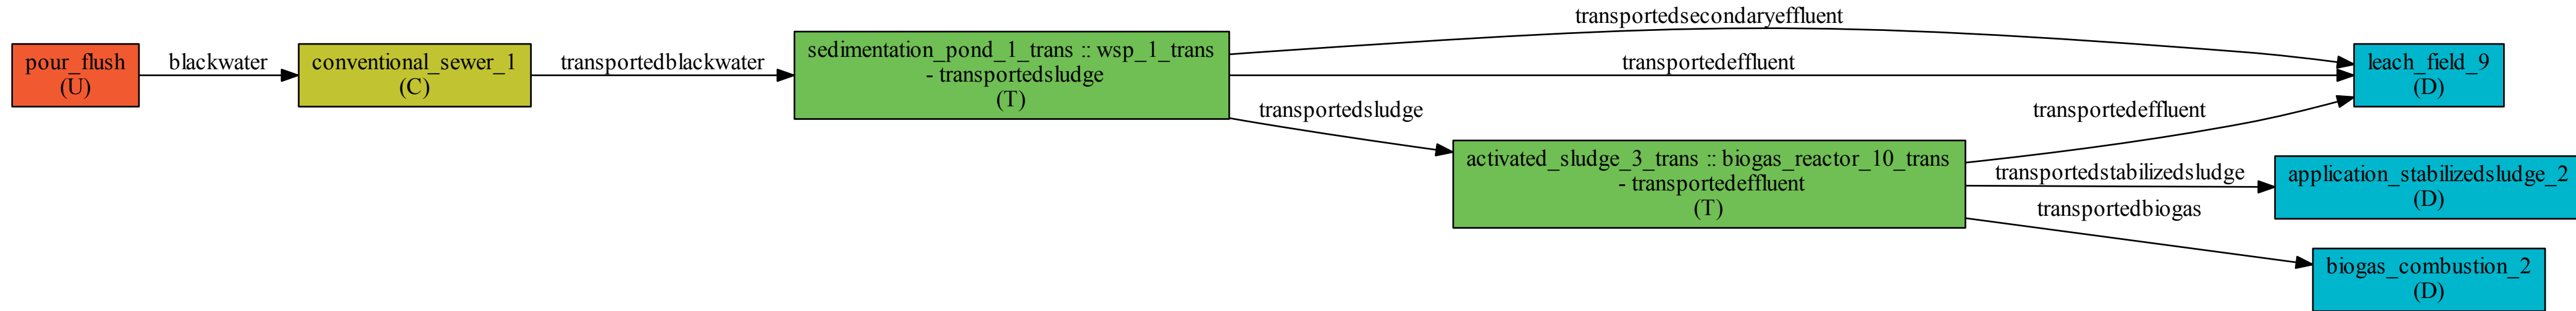 pour_flush
(U)
blackwater
conventional_sewer_1
(C)
transportedblackwater
sedimentation_pond_1_trans :: wsp_1_trans
- transportedsludge
(T)
transportedsecondaryeffluent
transportedeffluent
transportedsludge
activated_sludge_3_trans :: biogas_reactor_10_trans
- transportedeffluent
(T)
transportedeffluent
transportedstabilizedsludge
transportedbiogas
leach_field_9
(D)
application_stabilizedsludge_2
(D)
biogas_combustion_2
(D)